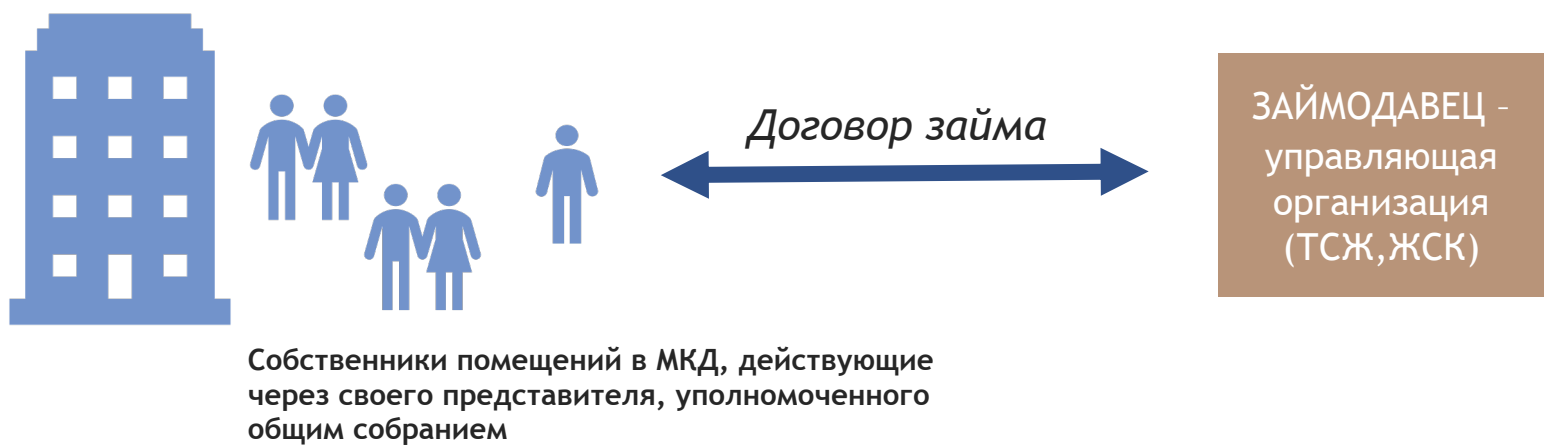 Договор займа
ЗАЙМОДАВЕЦ –
управляющая
организация
(ТСЖ,ЖСК)
Собственники помещений в МКД, действующие
через своего представителя, уполномоченного
общим собранием